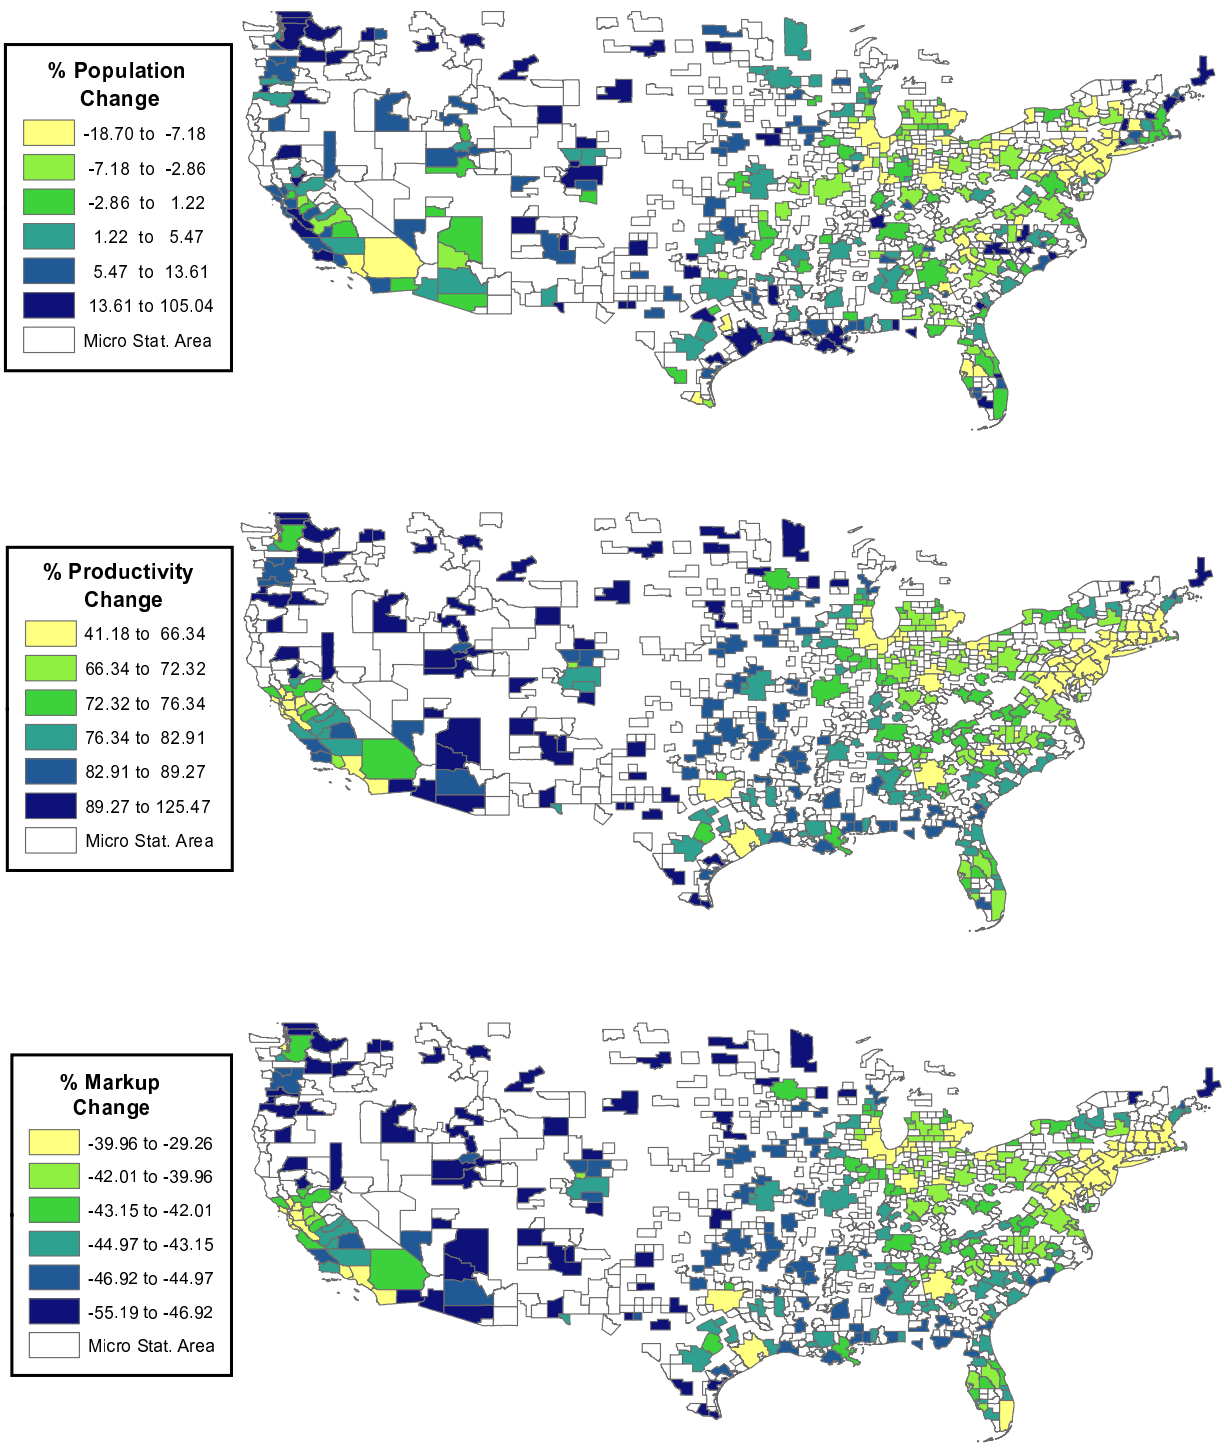 % Population
Change
-18.70 to -7.18
-7.18 to -2.86
-2.86 to 1.22
1.22 to 5.47
5.47 to 13.61
13.61 to 105.04
Micro Stat. Area
% Productivity
Change
41.18 to 66.34
66.34 to 72.32
72.32 to 76.34
76.34 to 82.91
82.91 to 89.27
89.27 to 125.47
Micro Stat. Area
% Markup
Change
-39.96 to -29.26
-42.01 to -39.96
-43.15 to -42.01
-44.97 to -43.15
-46.92 to -44.97
-55.19 to -46.92
Micro Stat. Area